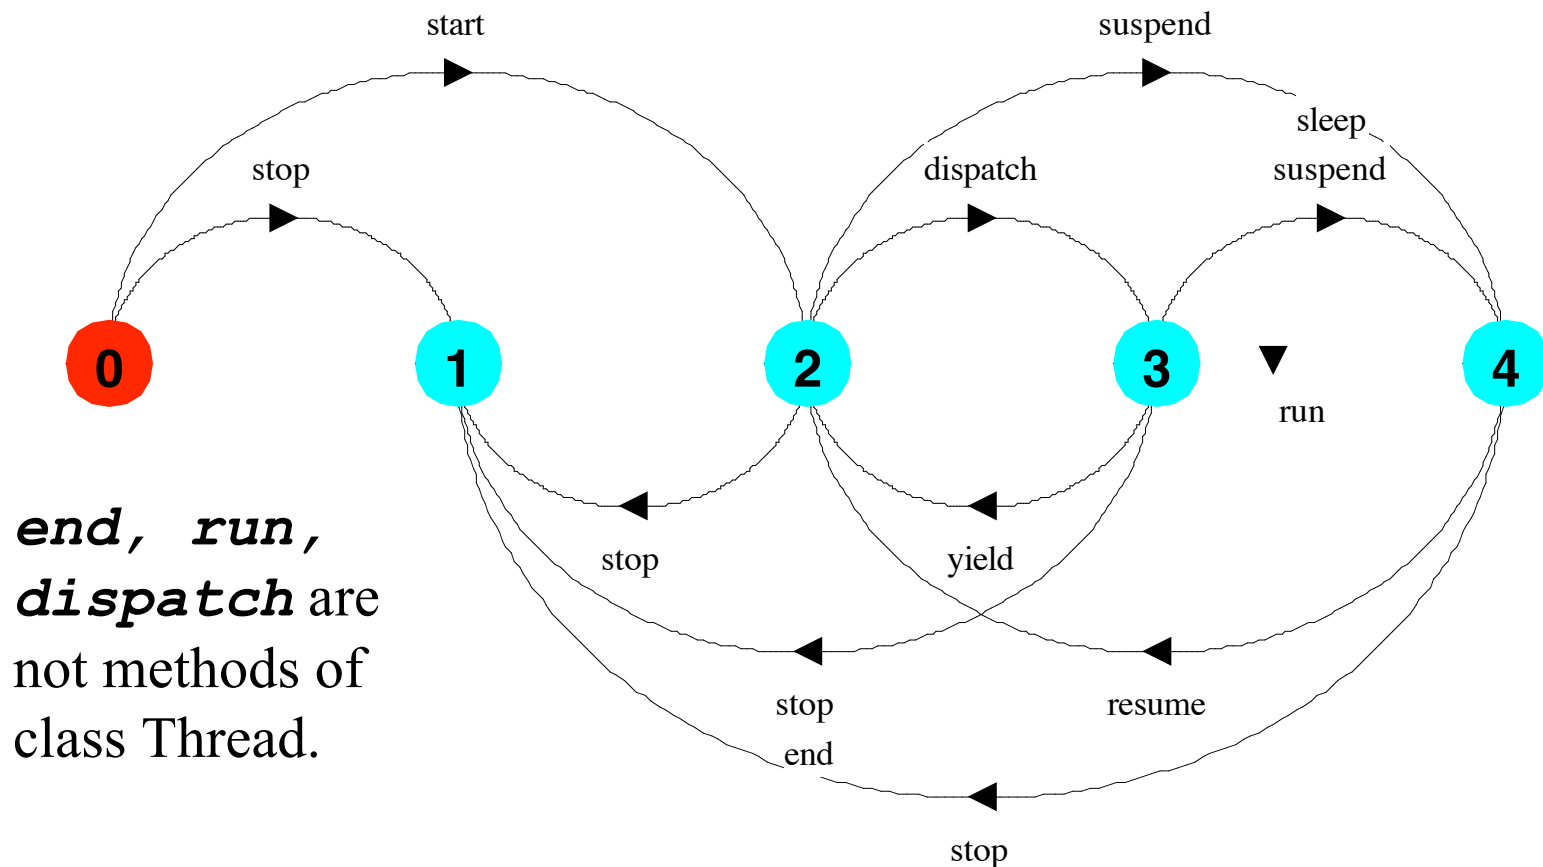 start
suspend
sleep
stop
dispatch
suspend
0
1
2
3
4
run
end, run,
dispatch are
not methods of
class Thread.
stop
yield
stop
end
resume
stop